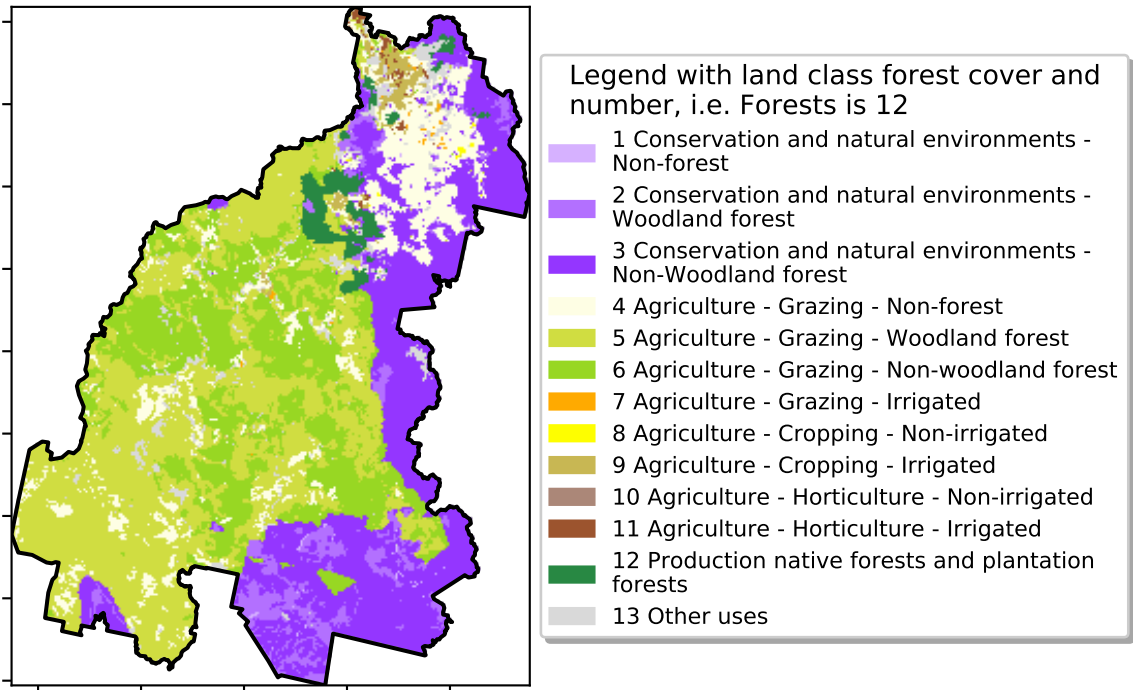 Legend with land class forest cover and
number, i.e. Forests is 12
1 Conservation and natural environments -
Non-forest
2 Conservation and natural environments -
Woodland forest
3 Conservation and natural environments -
Non-Woodland forest
4 Agriculture - Grazing - Non-forest
5 Agriculture - Grazing - Woodland forest
6 Agriculture - Grazing - Non-woodland forest
7 Agriculture - Grazing - Irrigated
8 Agriculture - Cropping - Non-irrigated
9 Agriculture - Cropping - Irrigated
10 Agriculture - Horticulture - Non-irrigated
11 Agriculture - Horticulture - Irrigated
12 Production native forests and plantation
forests
13 Other uses